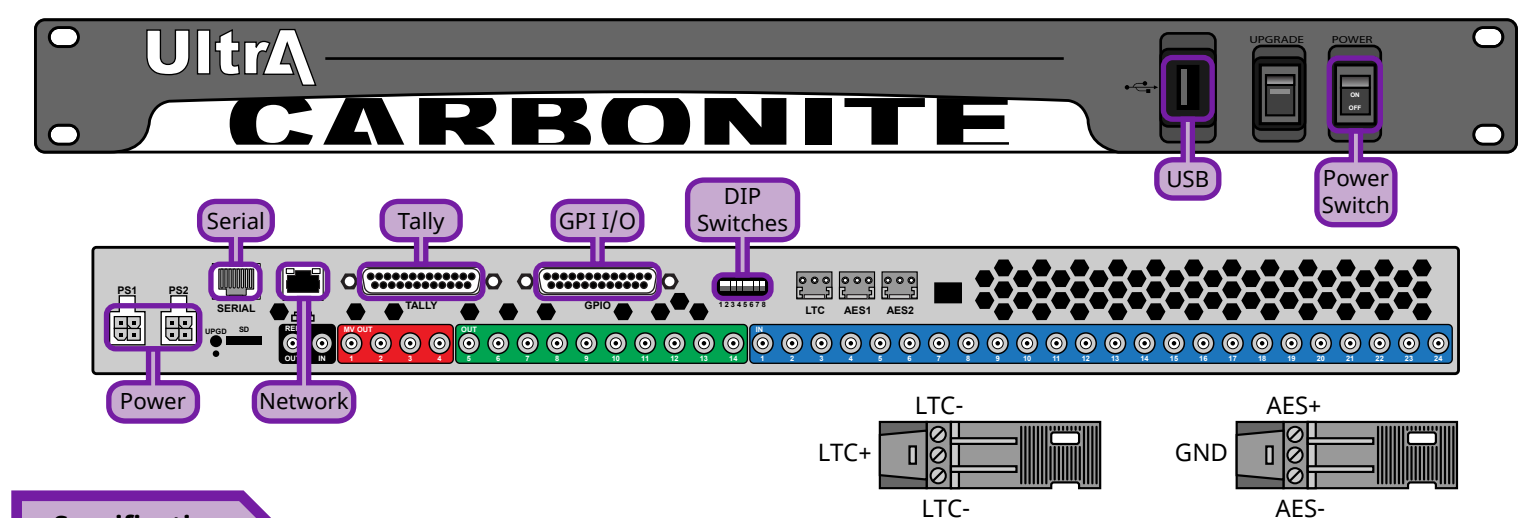 UltrA
CARBONITE
UPGRADE
POWER
ON
OFF
USB
Power
Switch
Serial
Tally
GPI I/O
DIP
Switches
PS1
PS2
SERIAL
TALLY
GPIO
1 2 3 4 5 6 7 8
LTC
AES1
AES2
UPGD
SD
OUT
IN
MV OUT
1 2 3 4
OUT
5 6 7 8 9 10 11 12 13 14
IN
1 2 3 4 5 6 7 8 9 10 11 12 13 14 15 16 17 18 19 20 21 22 23 24
Power
Network
LTC-
LTC+
LTC-
AES+
GND
AES-